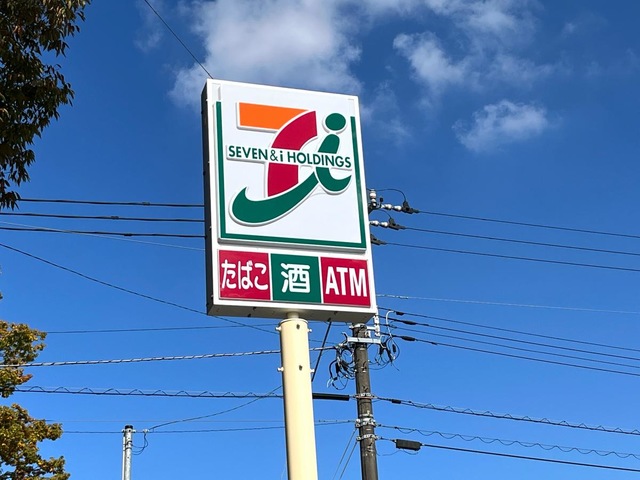 SEVEN & i HOLDINGS
たばこ 酒 ATM